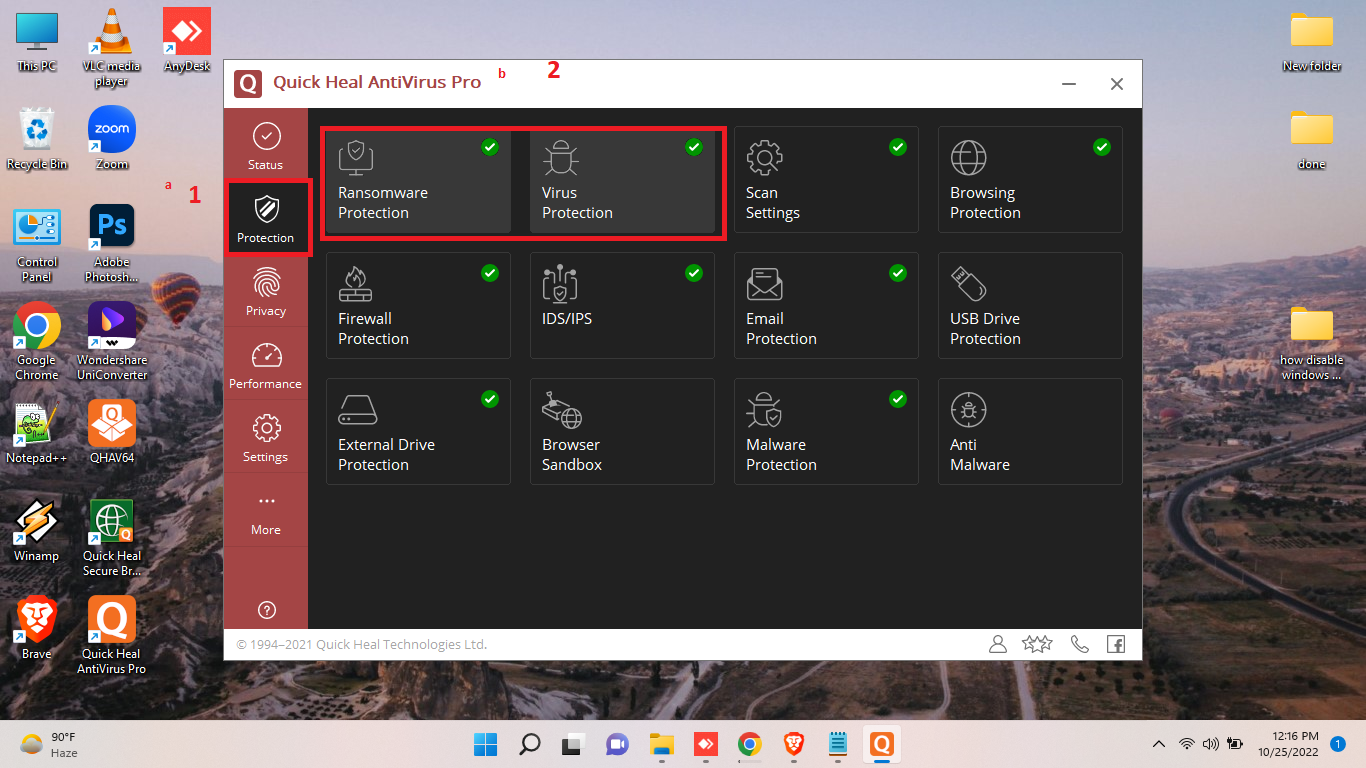 This PC
VLC media
player
AnyDesk
Recycle Bin
Zoom
zoom
Control
Panel
Ps
Adobe
Photosh...
Google
Chrome
Wondershare
UniConverter
Notepad++
QHAV64
Winamp
Quick Heal
Secure Br...
Brave
Quick Heal
AntiVirus Pro
a
1
Quick Heal AntiVirus Pro
b
2
Status
Protection
Privacy
Performance
Settings
More
Ransomware
Protection
Virus
Protection
Scan
Settings
Browsing
Protection
Firewall
Protection
IDS/IPS
Email
Protection
USB Drive
Protection
External Drive
Protection
Browser
Sandbox
Malware
Protection
Anti
Malware
© 1994–2021 Quick Heal Technologies Ltd.
New folder
done
how disable
windows ...
90°F
Haze
12:16 PM
10/25/2022
1